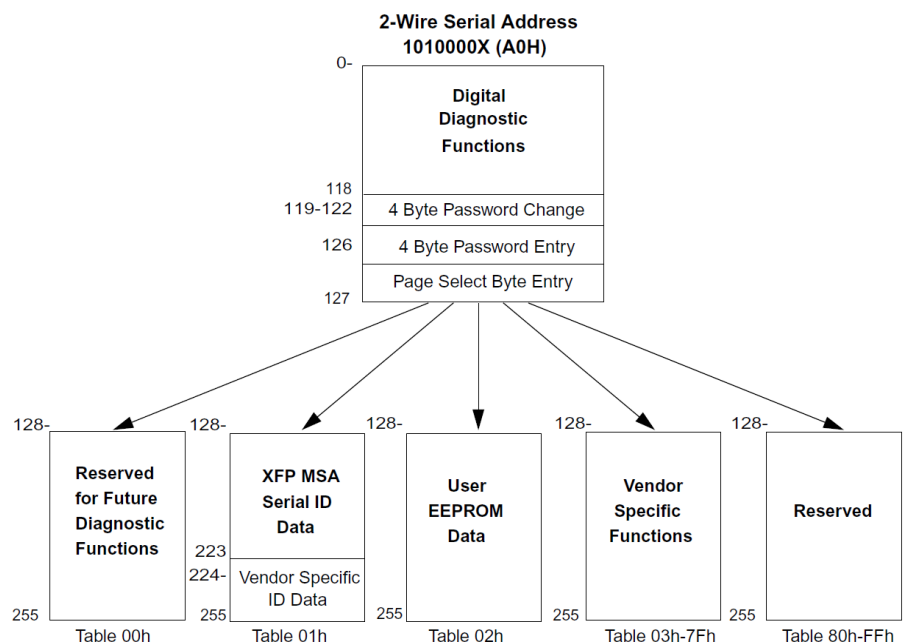 2-Wire Serial Address
1010000X (A0H)
0-
Digital
Diagnostic
Functions
118
119-122
4 Byte Password Change
126
4 Byte Password Entry
Page Select Byte Entry
127
128-
Reserved
for Future
Diagnostic
Functions
255
Table 00h
128-
XFP MSA
Serial ID
Data
223
224-
Vendor Specific
ID Data
255
Table 01h
128-
User
EEPROM
Data
255
Table 02h
128-
Vendor
Specific
Functions
255
Table 03h-7Fh
128-
Reserved
255
Table 80h-FFh